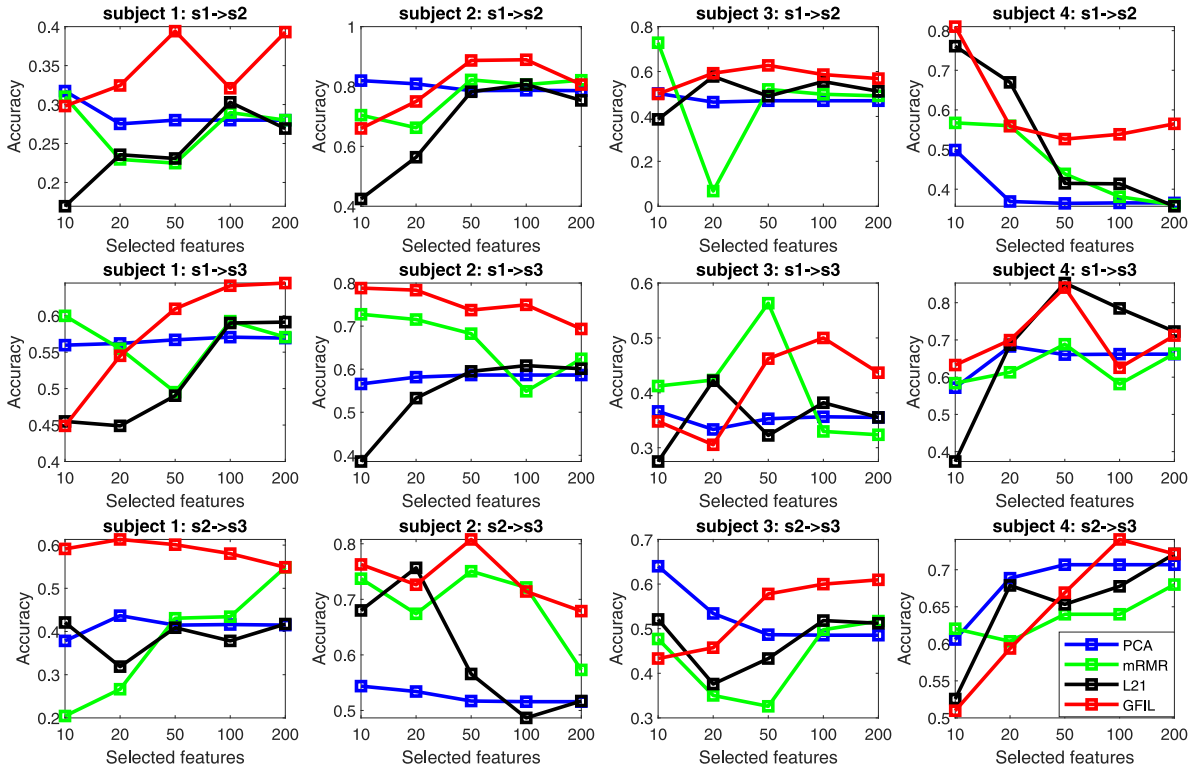 subject 1: s1->s2
Accuracy
0.4
0.35
0.3
0.25
0.2
10 20 50 100 200
Selected features
subject 2: s1->s2
Accuracy
1
0.8
0.6
0.4
10 20 50 100 200
Selected features
subject 3: s1->s2
Accuracy
0.8
0.6
0.4
0.2
0
10 20 50 100 200
Selected features
subject 4: s1->s2
Accuracy
0.8
0.7
0.6
0.5
0.4
10 20 50 100 200
Selected features
subject 1: s1->s3
Accuracy
0.6
0.55
0.5
0.45
0.4
10 20 50 100 200
Selected features
subject 2: s1->s3
Accuracy
0.8
0.7
0.6
0.5
0.4
10 20 50 100 200
Selected features
subject 3: s1->s3
Accuracy
0.6
0.5
0.4
0.3
10 20 50 100 200
Selected features
subject 4: s1->s3
Accuracy
0.8
0.7
0.6
0.5
0.4
10 20 50 100 200
Selected features
subject 1: s2->s3
Accuracy
0.6
0.5
0.4
0.3
0.2
10 20 50 100 200
Selected features
subject 2: s2->s3
Accuracy
0.8
0.7
0.6
0.5
10 20 50 100 200
Selected features
subject 3: s2->s3
Accuracy
0.7
0.6
0.5
0.4
0.3
10 20 50 100 200
Selected features
subject 4: s2->s3
Accuracy
0.7
0.65
0.6
0.55
0.5
10 20 50 100 200
Selected features
PCA
mRMR
L21
GFIL